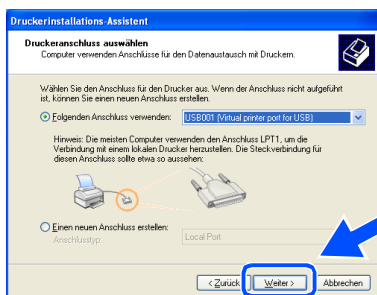 Druckerinstallations-Assistent
Druckeranschluss auswählen
Computer verwenden Anschlüsse für den Datenaustausch mit Druckern.
Wählen Sie den Anschluss für den Drucker aus. Wenn der Anschluss nicht aufgeführt
ist, können Sie einen neuen Anschluss erstellen.
Folgenden Anschluss verwenden: USB001 (Virtual printer port for USB)
Hinweis: Die meisten Computer verwenden den Anschluss LPT1, um die
Verbindung mit einem lokalen Drucker herzustellen. Die Steckverbindung für
diesen Anschluss sollte etwa so aussehen:
Einen neuen Anschluss erstellen:
Anschlusstyp: Local Port
< Zurück Weiter > Abbrechen